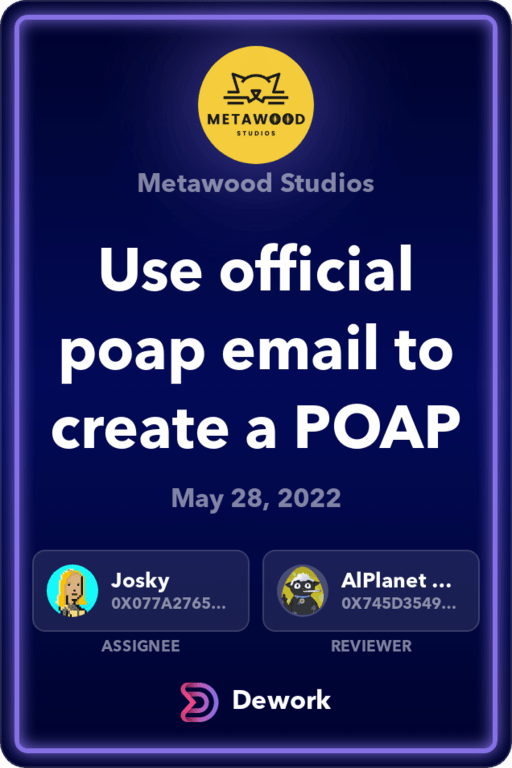 METAWOOD
STUDIOS
Metawood Studios
Use official
poap email to
create a POAP
May 28, 2022
Josky
0X077A2765...
ASSIGNEE
AlPlanet ...
0X745D3549...
REVIEWER
Dework